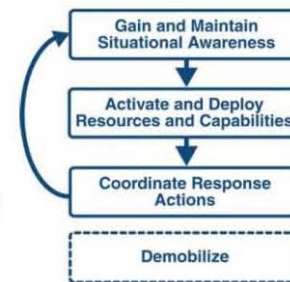 Gain and Maintain
Situational Awareness
Activate and Deploy
Resources and Capabilities
Coordinate Response
Actions
Demobilize